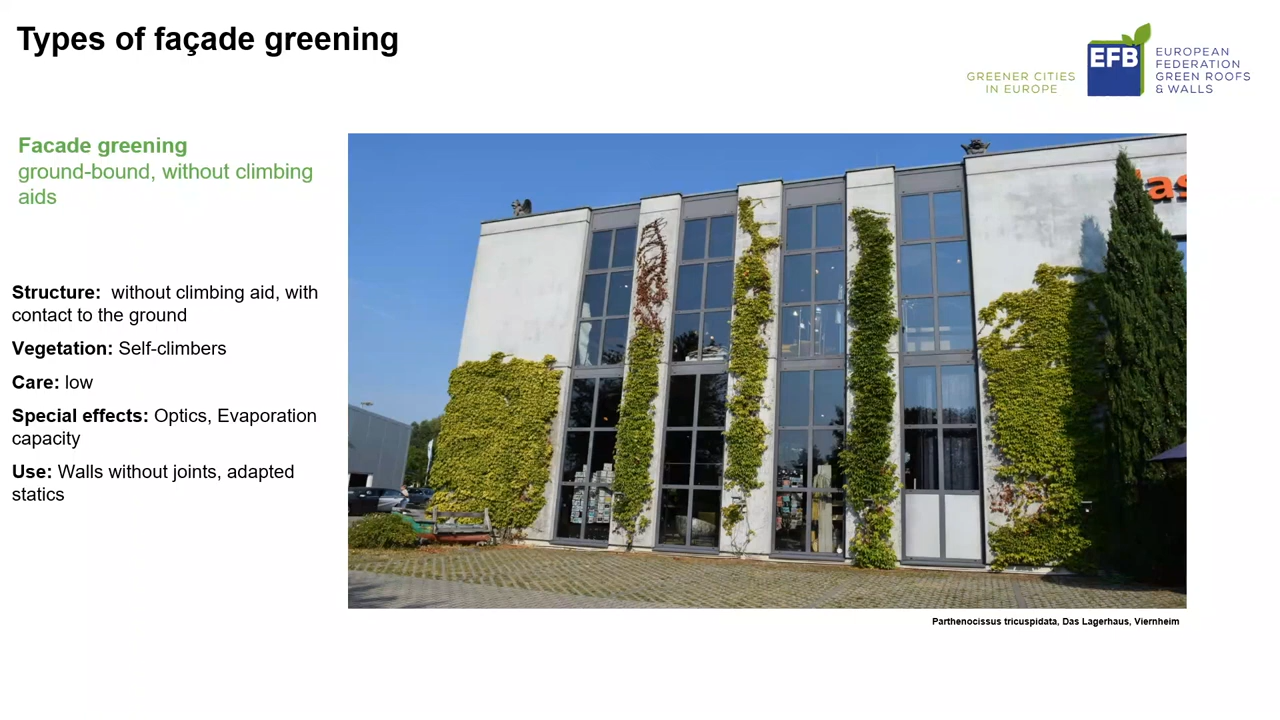 Types of façade greening
GREENER CITIES
IN EUROPE
EFB
EUROPEAN
FEDERATION
GREEN ROOFS
& WALLS
Facade greening
ground-bound, without climbing
aids
Structure:  without climbing aid, with
contact to the ground
Vegetation: Self-climbers
Care: low
Special effects: Optics, Evaporation
capacity
Use: Walls without joints, adapted
statics
das
Parthenocissus tricuspidata, Das Lagerhaus, Viernheim